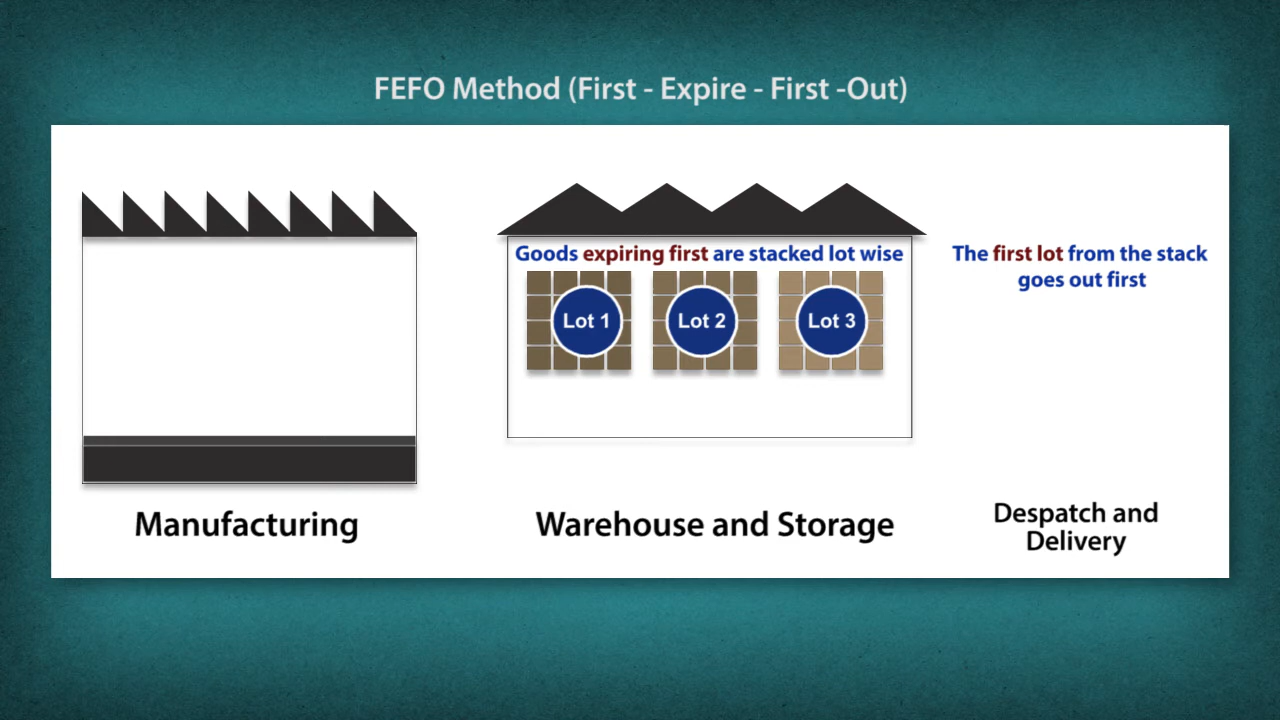 FEFO Method (First - Expire - First -Out)
Goods expiring first are stacked lot wise
Lot 1
Lot 2
Lot 3
The first lot from the stack
goes out first
Manufacturing
Warehouse and Storage
Despatch and
Delivery